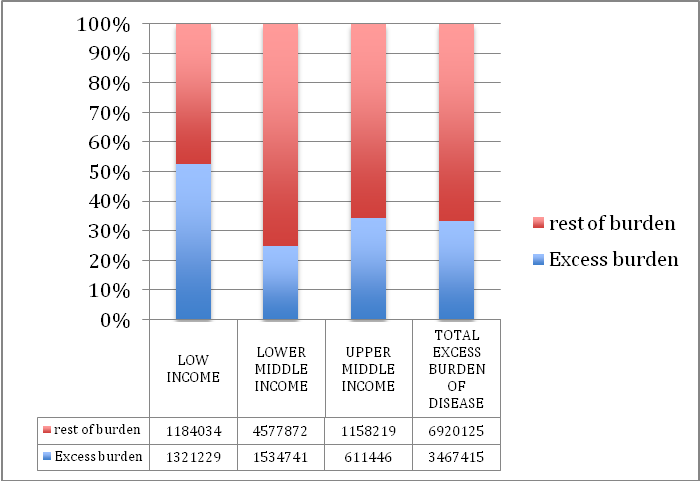 100%
90%
80%
70%
60%
50%
40%
30%
20%
10%
0%
rest of burden
Excess burden
LOW
INCOME
LOWER
MIDDLE
INCOME
UPPER
MIDDLE
INCOME
TOTAL
EXCESS
BURDEN
OF
DISEASE
rest of burden 1184034 4577872 1158219 6920125
Excess burden 1321229 1534741 611446 3467415